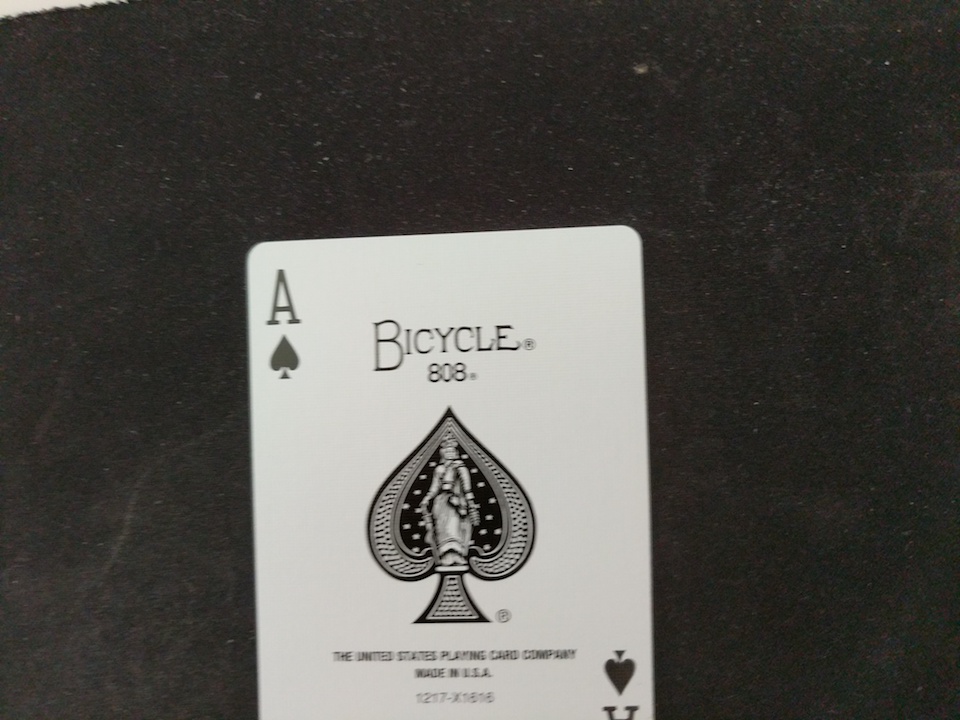 A
BICYCLE®
808®
®
THE UNITED STATES PLAYING CARD COMPANY
MADE IN U.S.A.
1217-X1616
A